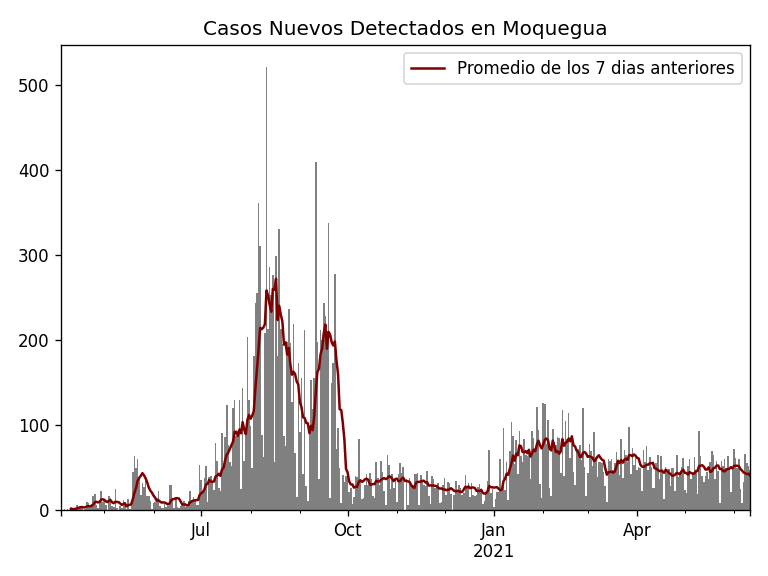 Casos Nuevos Detectados en Moquegua
Promedio de los 7 dias anteriores
500
400
300
200
100
0
Jul
Oct
Jan
2021
Apr